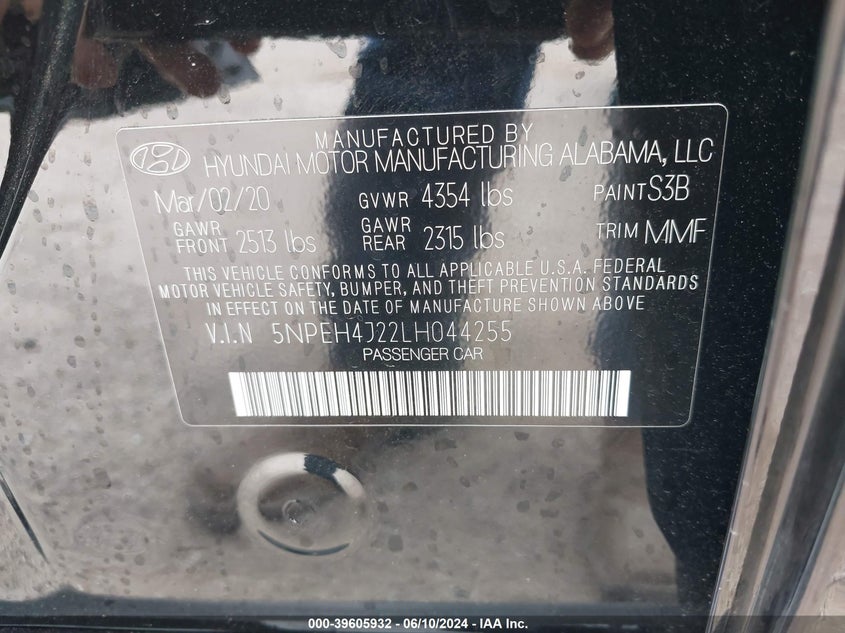 MANUFACTURED BY
HYUNDAI MOTOR MANUFACTURING ALABAMA, LLC
Mar/02/20 GVWR 4354 lbs PAINT S3B
GAWR FRONT 2513 lbs GAWR REAR 2315 lbs TRIM MMF
THIS VEHICLE CONFORMS TO ALL APPLICABLE U.S.A. FEDERAL
MOTOR VEHICLE SAFETY, BUMPER, AND THEFT PREVENTION STANDARDS
IN EFFECT ON THE DATE OF MANUFACTURE SHOWN ABOVE
V.I.N 5NPEH4J22LH044255
PASSENGER CAR
000-39605932 - 06/10/2024 - IAA Inc.